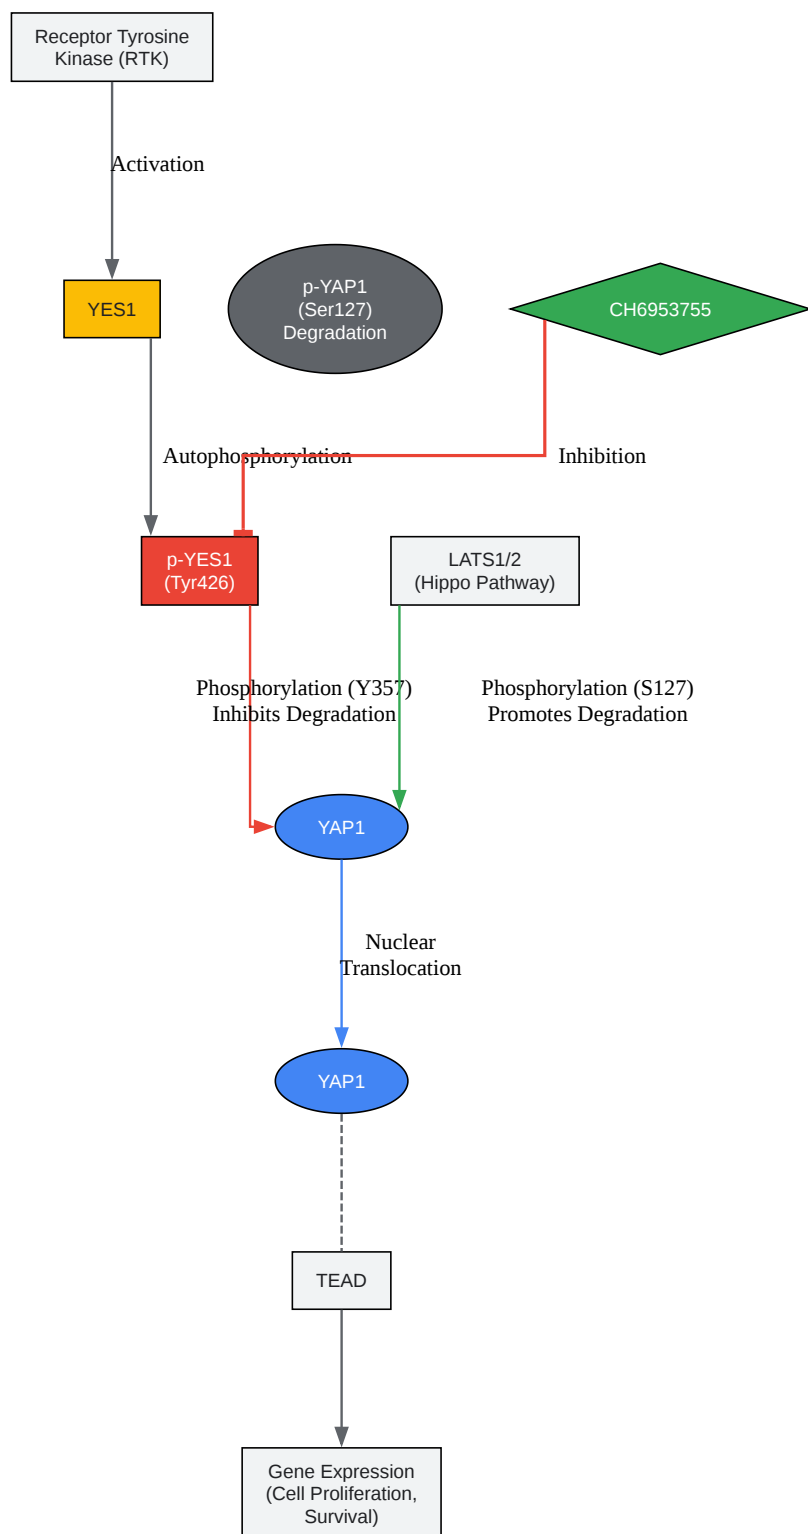 Receptor Tyrosine
Kinase (RTK)
Activation
YES1
p-YAP1
(Ser127)
Degradation
CH6953755
Autophosphorylation
Inhibition
p-YES1
(Tyr426)
LATS1/2
(Hippo Pathway)
Phosphorylation (Y357)
Inhibits Degradation
Phosphorylation (S127)
Promotes Degradation
YAP1
Nuclear
Translocation
YAP1
TEAD
Gene Expression
(Cell Proliferation,
Survival)